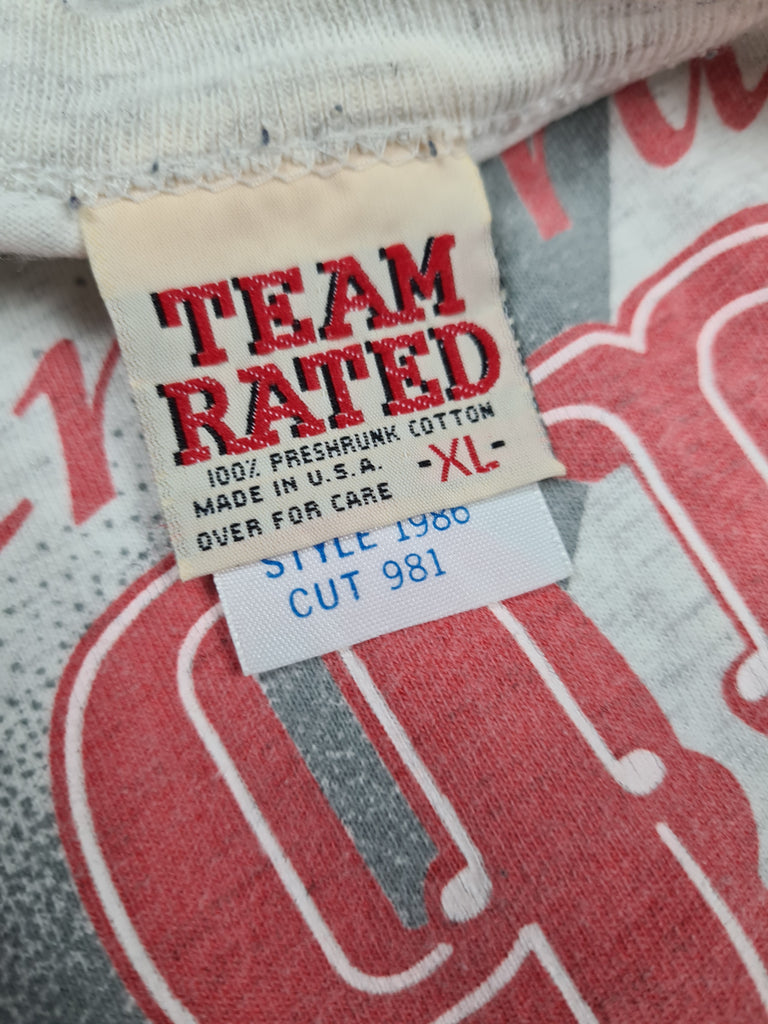 TEAM
RATED
100% PRESHRUNK COTTON
MADE IN U.S.A. -XL-
OVER FOR CARE
STYLE 1986
CUT 981